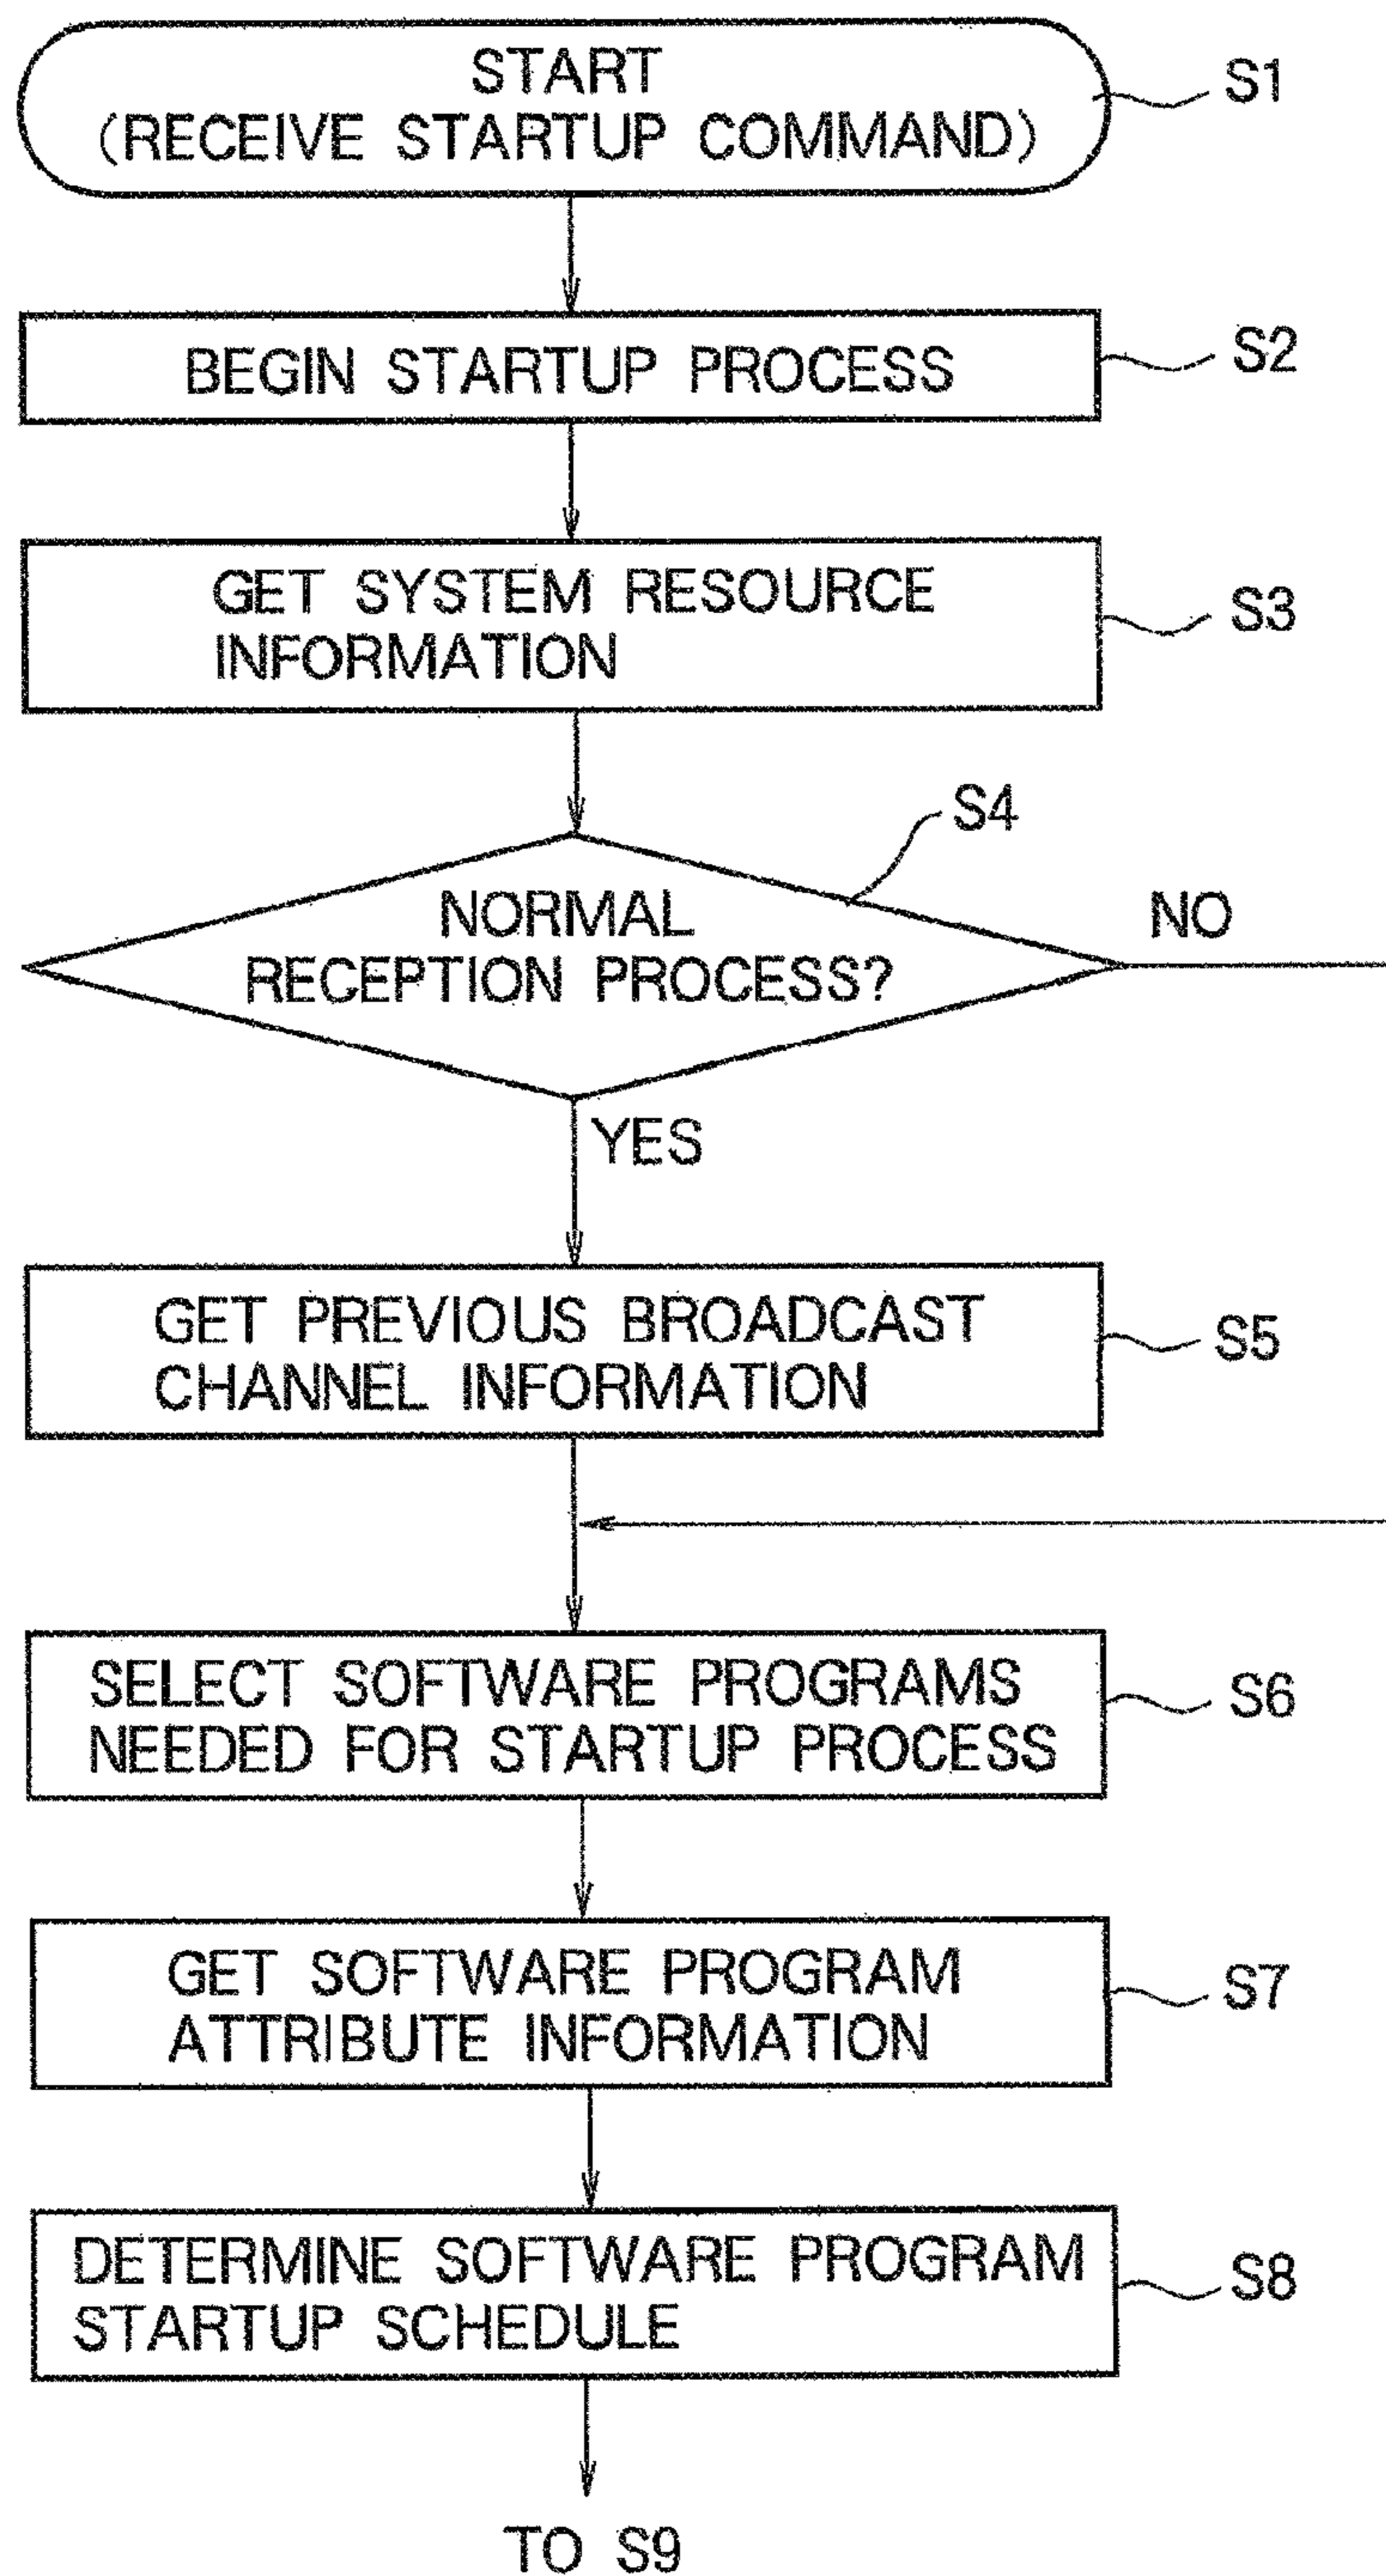 START
(RECEIVE STARTUP COMMAND)
S1
BEGIN STARTUP PROCESS
S2
GET SYSTEM RESOURCE
INFORMATION
S3
S4
NORMAL
RECEPTION PROCESS?
NO
YES
GET PREVIOUS BROADCAST
CHANNEL INFORMATION
S5
SELECT SOFTWARE PROGRAMS
NEEDED FOR STARTUP PROCESS
S6
GET SOFTWARE PROGRAM
ATTRIBUTE INFORMATION
S7
DETERMINE SOFTWARE PROGRAM
STARTUP SCHEDULE
S8
TO S9